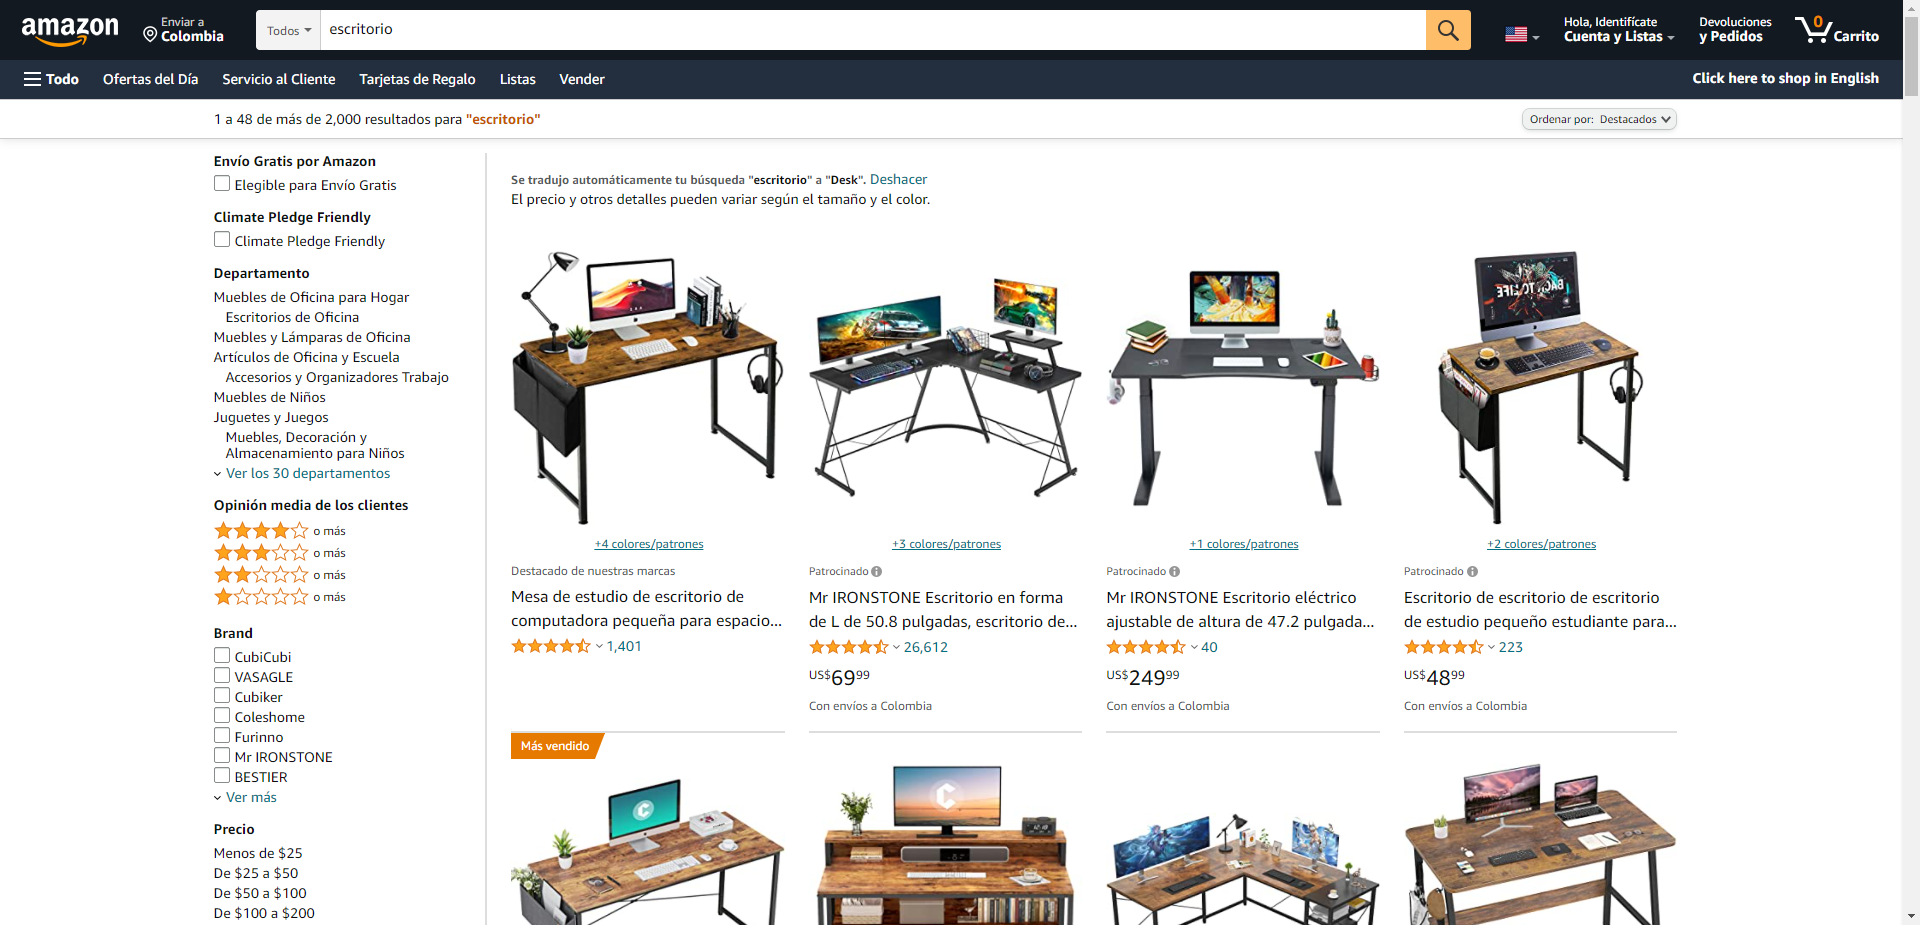 amazon
Enviar a
Colombia
Todos
escritorio
Hola, Identifícate
Cuenta y Listas
Devoluciones
y Pedidos
0
Carrito
Todo
Ofertas del Día
Servicio al Cliente
Tarjetas de Regalo
Listas
Vender
Click here to shop in English
1 a 48 de más de 2,000 resultados para "escritorio"
Ordenar por: Destacados
Envío Gratis por Amazon
Elegible para Envío Gratis
Climate Pledge Friendly
Climate Pledge Friendly
Departamento
Muebles de Oficina para Hogar
Escritorios de Oficina
Muebles y Lámparas de Oficina
Artículos de Oficina y Escuela
Accesorios y Organizadores Trabajo
Muebles de Niños
Juguetes y Juegos
Muebles, Decoración y
Almacenamiento para Niños
Ver los 30 departamentos
Opinión media de los clientes
o más
o más
o más
o más
Brand
CubiCubi
VASAGLE
Cubiker
Coleshome
Furinno
Mr IRONSTONE
BESTIER
Ver más
Precio
Menos de $25
De $25 a $50
De $50 a $100
De $100 a $200
Se tradujo automáticamente tu búsqueda "escritorio" a "Desk". Deshacer
El precio y otros detalles pueden variar según el tamaño y el color.
+4 colores/patrones
Destacado de nuestras marcas
Mesa de estudio de escritorio de
computadora pequeña para espacio...
1,401
+3 colores/patrones
Patrocinado
Mr IRONSTONE Escritorio en forma
de L de 50.8 pulgadas, escritorio de...
26,612
US$6999
Con envíos a Colombia
+1 colores/patrones
Patrocinado
Mr IRONSTONE Escritorio eléctrico
ajustable de altura de 47.2 pulgada...
40
US$24999
Con envíos a Colombia
BACK TO LIFE
+2 colores/patrones
Patrocinado
Escritorio de escritorio de escritorio
de estudio pequeño estudiante para...
223
US$4899
Con envíos a Colombia
Más vendido